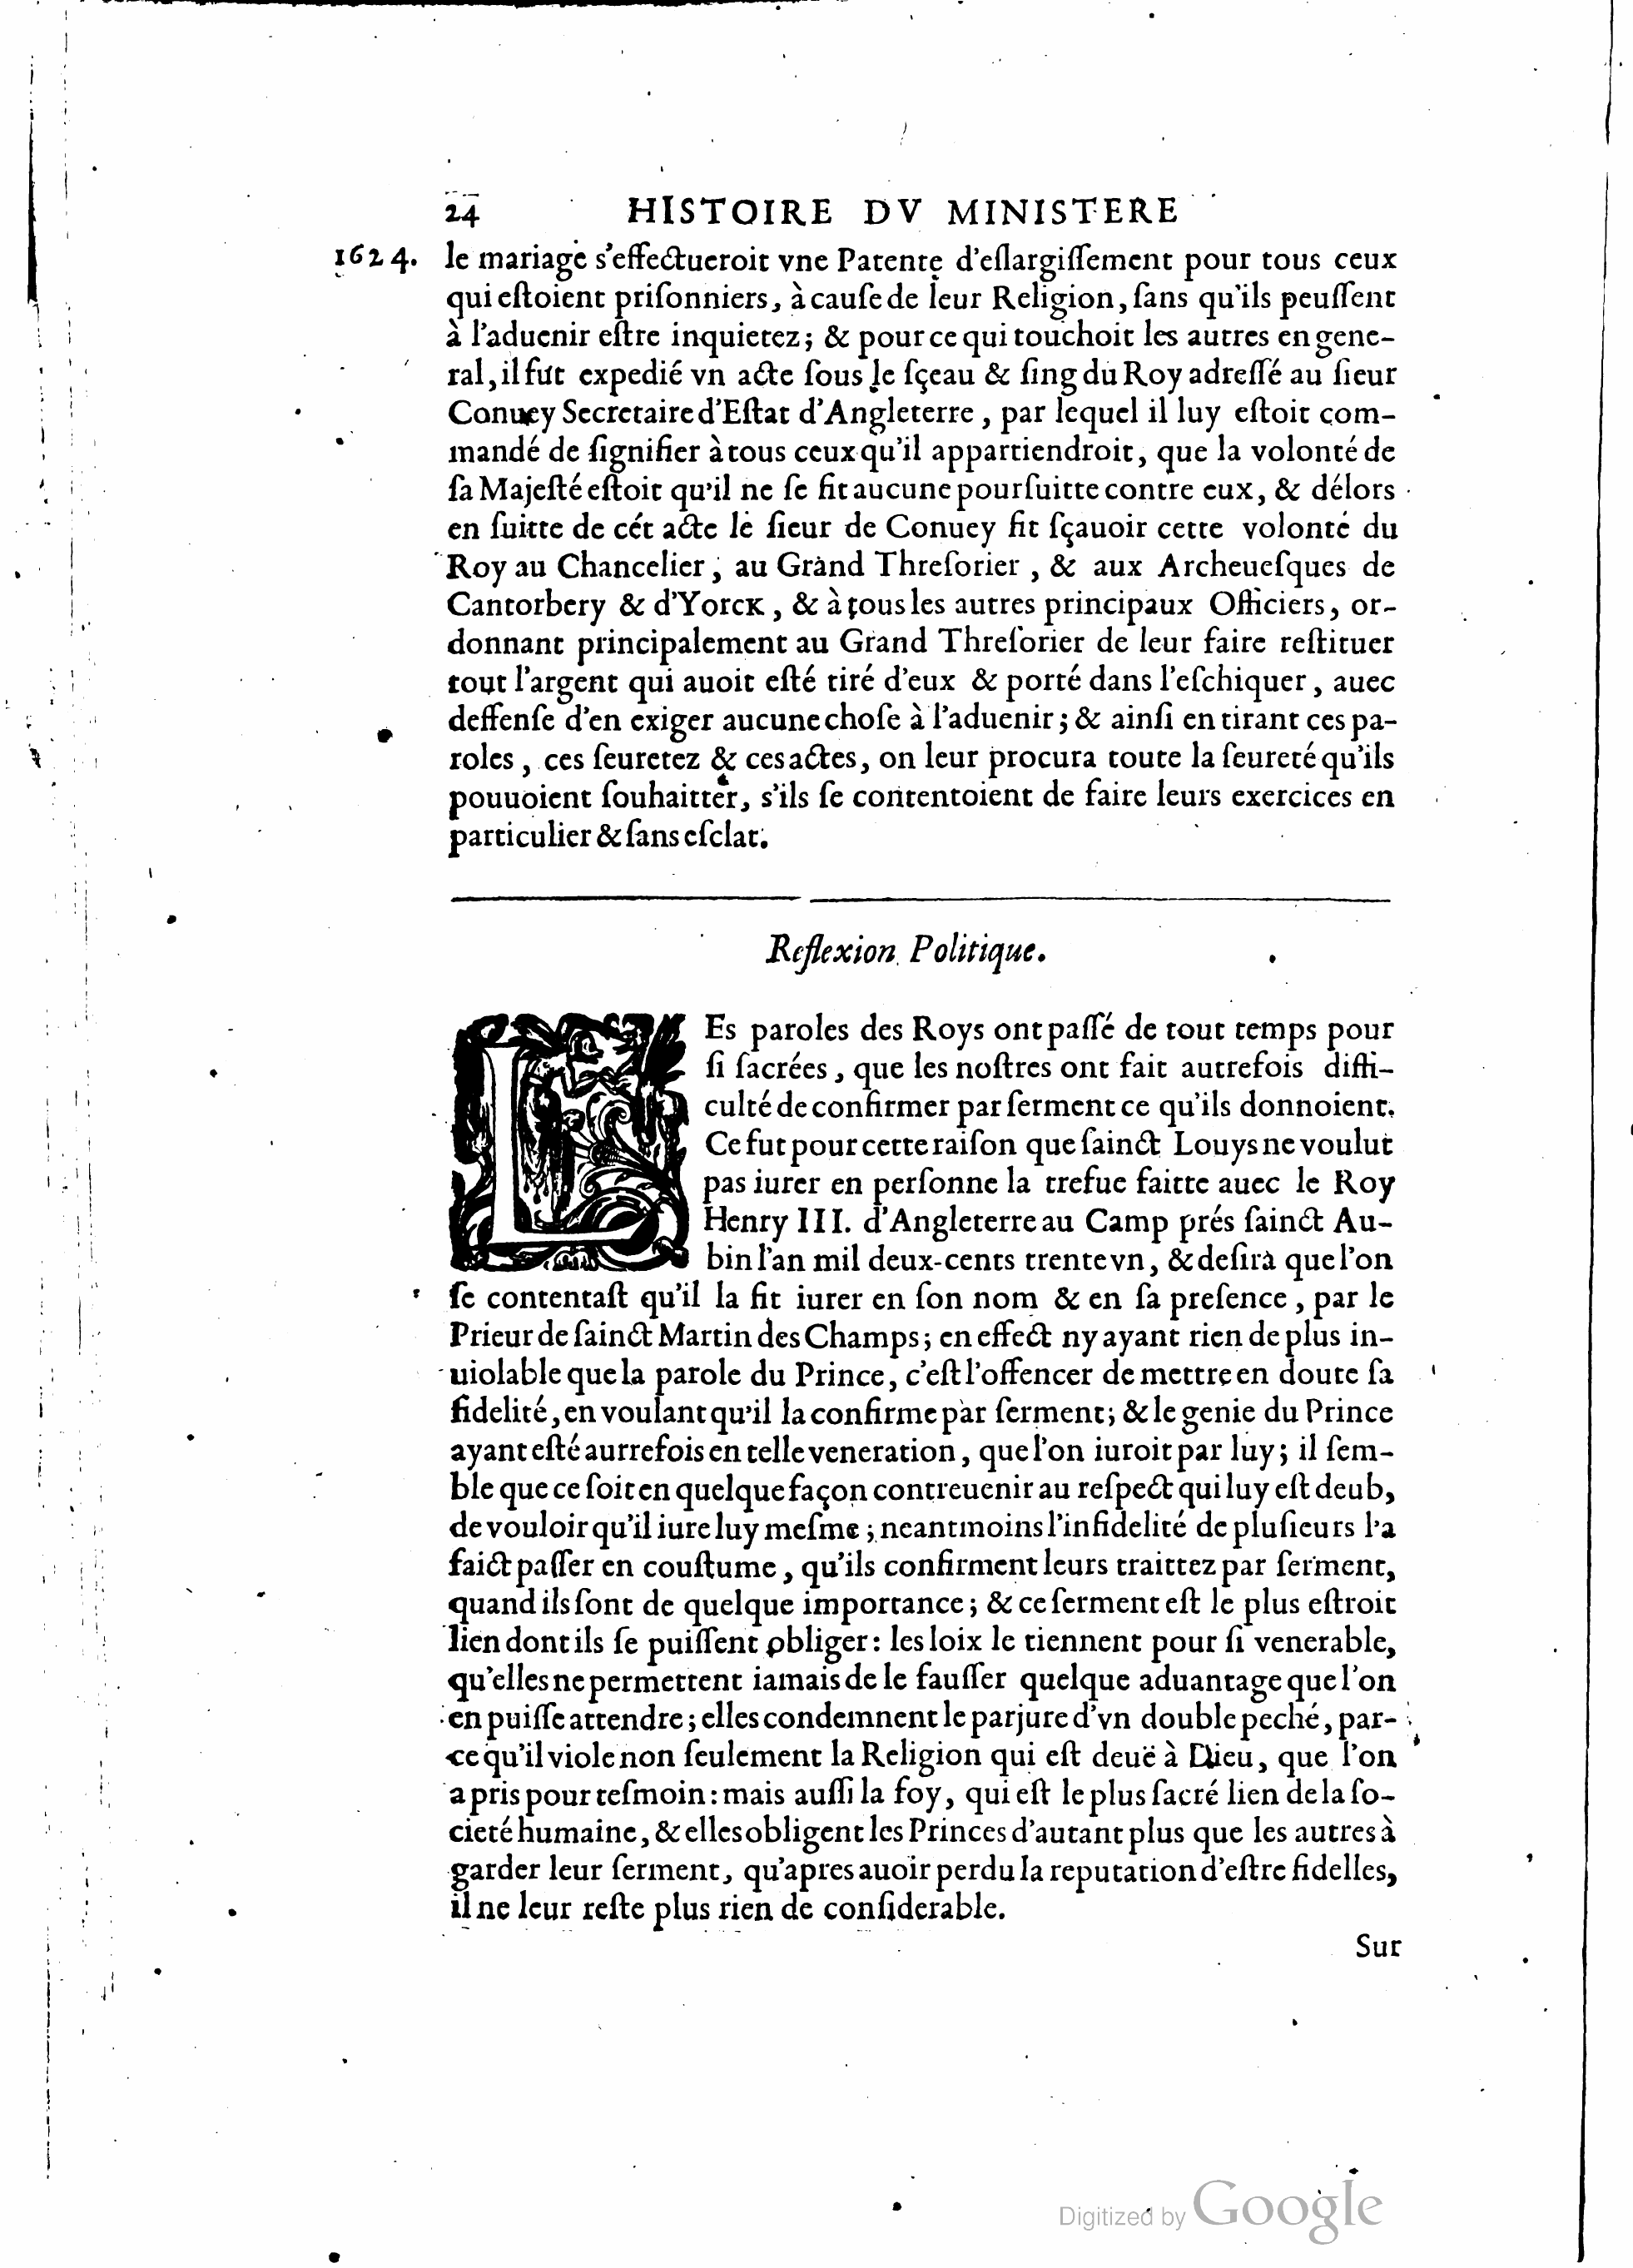 24 HISTOIRE DV MINISTERE
1624. le mariage s'effectueroit vne Patente d'eſlargiſſement pour tous ceux
qui eſtoient priſonniers, à cauſe de leur Religion, ſans qu'ils peuſſent
à l'aduenir eſtre inquietez; & pour ce qui touchoit les autres en gene-
ral, il fut expedié vn acte ſous le ſçeau & ſing du Roy adreſſé au ſieur
Conuey Secretaire d'Eſtat d'Angleterre, par lequel il luy eſtoit com-
mandé de ſignifier à tous ceux qu'il appartiendroit, que la volonté de
ſa Majeſté eſtoit qu'il ne ſe fit aucune pourſuitte contre eux, & délors
en ſuitte de cét acte le ſieur de Conuey fit ſçauoir cette volonté du
Roy au Chancelier, au Grand Threſorier, & aux Archeueſques de
Cantorbery & d'Yorck, & à tous les autres principaux Officiers, or-
donnant principalement au Grand Threſorier de leur faire reſtituer
tout l'argent qui auoit eſté tiré d'eux & porté dans l'eſchiquer, auec
deffenſe d'en exiger aucune choſe à l'aduenir; & ainſi en tirant ces pa-
roles, ces ſeuretez & ces actes, on leur procura toute la ſeureté qu'ils
pouuoient ſouhaitter, s'ils ſe contentoient de faire leurs exercices en
particulier & ſans eſclat.
Reflexion Politique.
LEs paroles des Roys ont paſſé de tout temps pour
ſi ſacrées, que les noſtres ont fait autrefois diffi-
culté de confirmer par ſerment ce qu'ils donnoient.
Ce fut pour cette raiſon que ſainct Louys ne voulut
pas iurer en perſonne la trefue faitte auec le Roy
Henry III. d'Angleterre au Camp prés ſainct Au-
bin l'an mil deux-cents trente vn, & deſira que l'on
ſe contentaſt qu'il la fit iurer en ſon nom & en ſa preſence, par le
Prieur de ſainct Martin des Champs; en effect ny ayant rien de plus in-
uiolable que la parole du Prince, c'eſt l'offencer de mettre en doute ſa
fidelité, en voulant qu'il la confirme par ſerment; & le genie du Prince
ayant eſté aurrefois en telle veneration, que l'on iuroit par luy; il ſem-
ble que ce ſoit en quelque façon contreuenir au reſpect qui luy eſt deub,
de vouloir qu'il iure luy meſme; neantmoins l'infidelité de pluſieurs l'a
faict paſſer en couſtume, qu'ils confirment leurs traittez par ſerment,
quand ils ſont de quelque importance; & ce ſerment eſt le plus eſtroit
lien dont ils ſe puiſſent obliger: les loix le tiennent pour ſi venerable,
qu'elles ne permettent iamais de le fauſſer quelque aduantage que l'on
en puiſſe attendre; elles condemnent le parjure d'vn double peché, par-
ce qu'il viole non ſeulement la Religion qui eſt deuë à Dieu, que l'on
a pris pour teſmoin: mais auſſi la foy, qui eſt le plus ſacré lien de la ſo-
cieté humaine, & elles obligent les Princes d'autant plus que les autres à
garder leur ſerment, qu'apres auoir perdu la reputation d'eſtre fidelles,
il ne leur reſte plus rien de conſiderable.
Sur
Digitized by Google